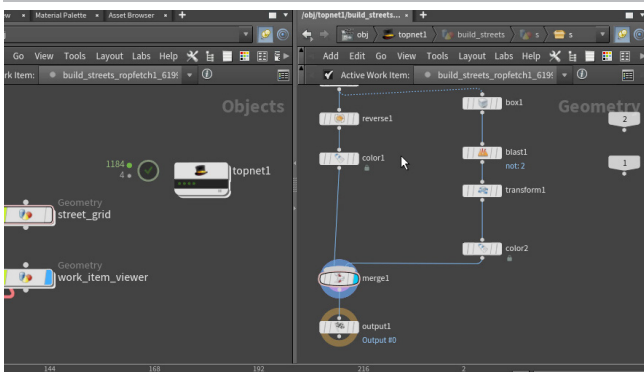 Material Palette × Asset Browser ×
/obj/topnet1/build_streets... ×
obj topnet1 build_streets s s
Go View Tools Layout Labs Help
Add Edit Go View Tools Layout Labs Help
rk Item: build_streets_ropfetch1_619
Active Work Item: build_streets_ropfetch1_619
Objects
Geometry
1184
4
topnet1
Geometry
street_grid
Geometry
work_item_viewer
reverse1
color1
box1
blast1
not: 2
transform1
color2
merge1
output1
Output #0
2
1
144 168 192 216 2